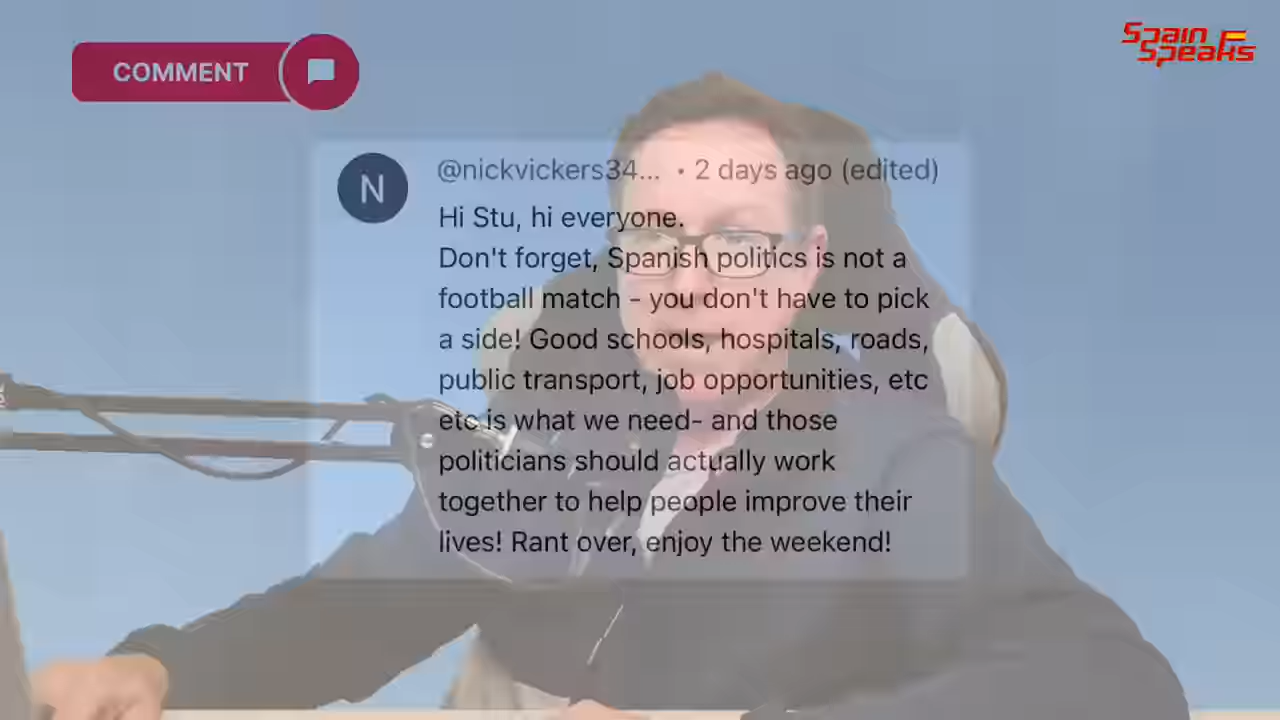 COMMENT
Spain
Speaks
N
@nickvickers34... • 2 days ago (edited)
Hi Stu, hi everyone.
Don't forget, Spanish politics is not a
football match - you don't have to pick
a side! Good schools, hospitals, roads,
public transport, job opportunities, etc
etc is what we need- and those
politicians should actually work
together to help people improve their
lives! Rant over, enjoy the weekend!